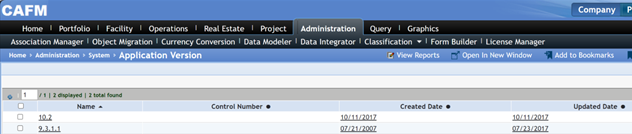 CAFM
Company P
Home Portfolio Facility Operations Real Estate Project Administration Query Graphics
Association Manager | Object Migration | Currency Conversion | Data Modeler | Data Integrator | Classification | Form Builder | License Manager
Home › Administration › System › Application Version View Reports Open In New Window Add to Bookmarks
1 / 1 | 2 displayed | 2 total found
Name Control Number Created Date Updated Date
10.2 10/11/2017 10/11/2017
9.3.1.1 07/21/2007 07/23/2017